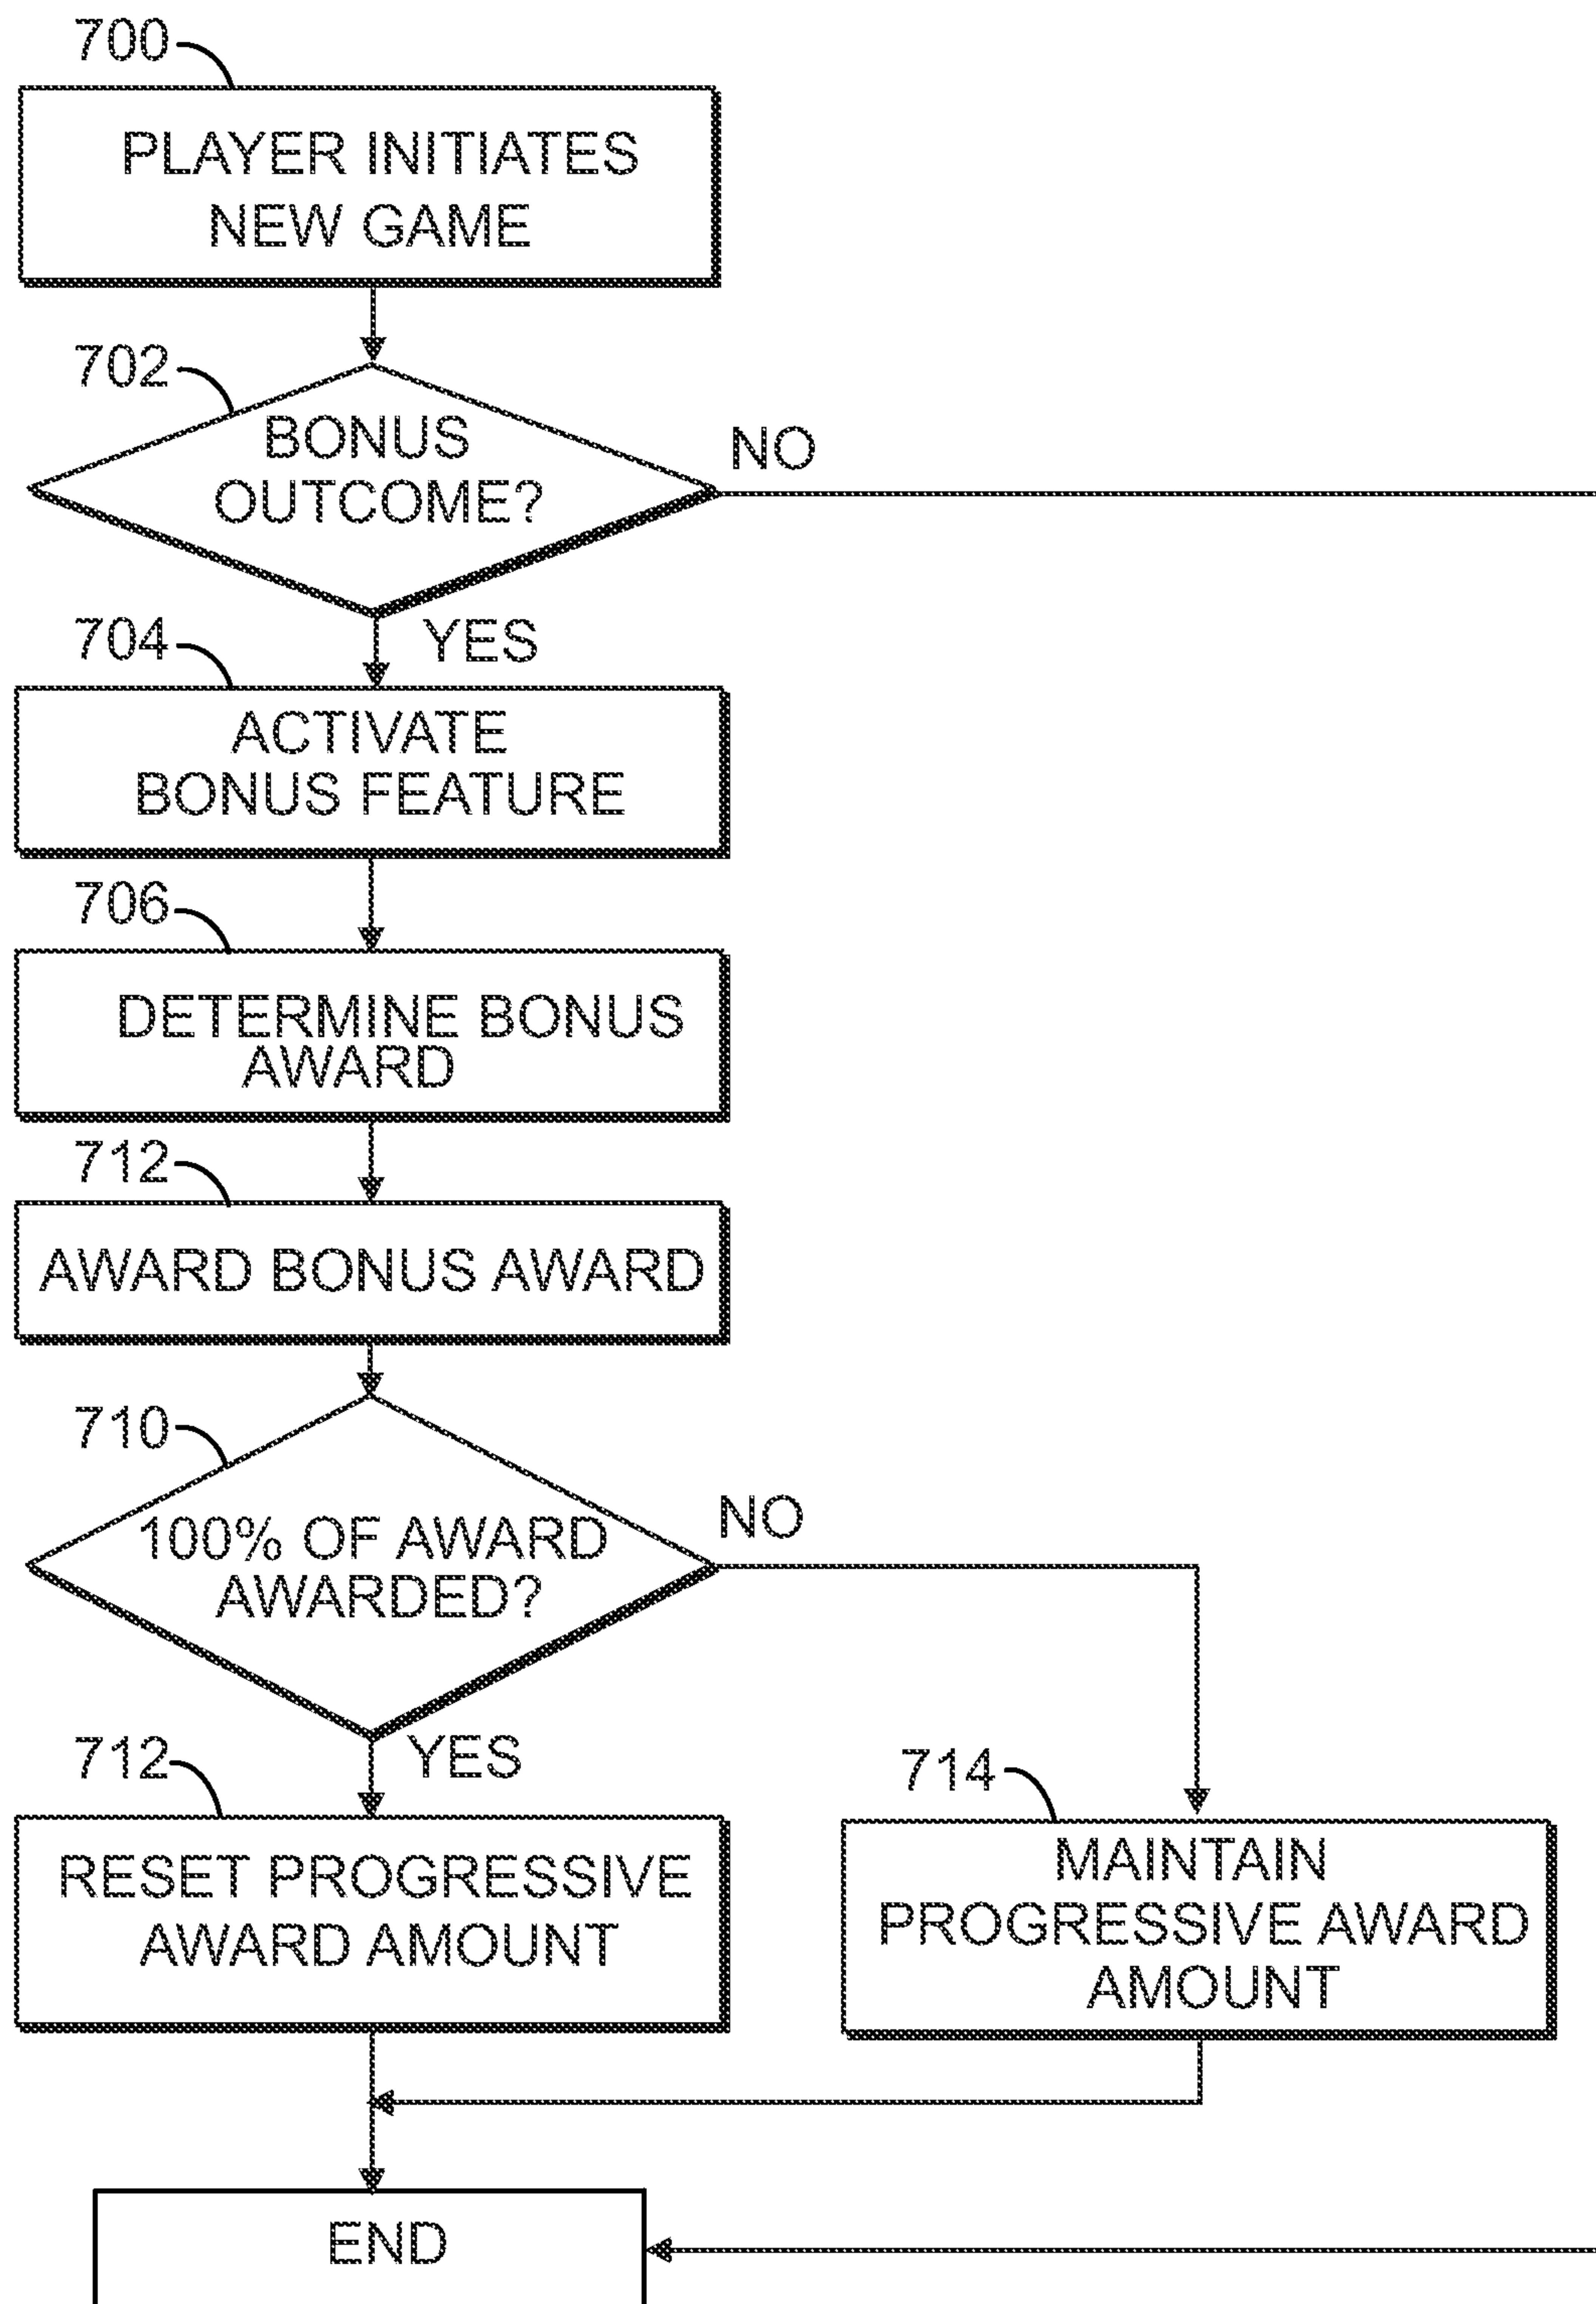 700
PLAYER INITIATES
NEW GAME
702
BONUS
OUTCOME?
NO
YES
704
ACTIVATE
BONUS FEATURE
706
DETERMINE BONUS
AWARD
712
AWARD BONUS AWARD
710
100% OF AWARD
AWARDED?
NO
YES
712
RESET PROGRESSIVE
AWARD AMOUNT
714
MAINTAIN
PROGRESSIVE AWARD
AMOUNT
END